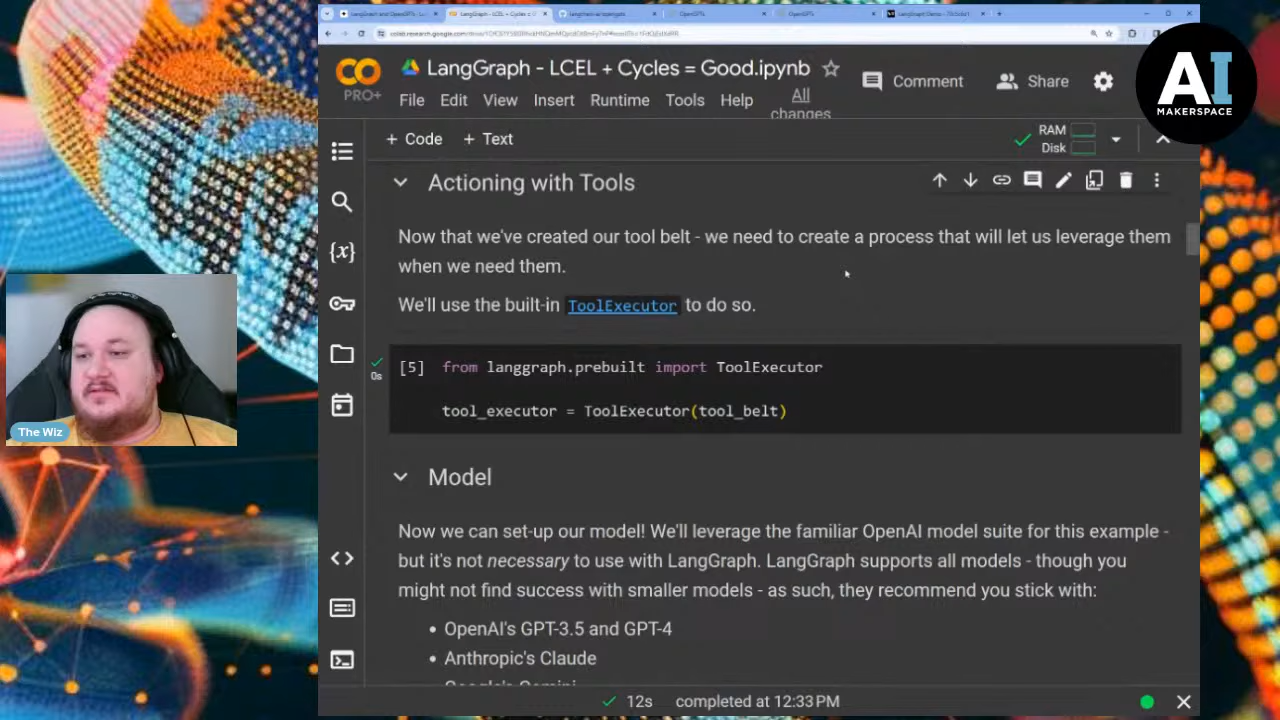 LangGraph - LCEL + Cycles = Good.ipynb
PRO+
File Edit View Insert Runtime Tools Help All changes
Comment
Share
AI
MAKERSPACE
+ Code + Text
RAM
Disk
Actioning with Tools
Now that we've created our tool belt - we need to create a process that will let us leverage them
when we need them.
We'll use the built-in ToolExecutor to do so.
[5] from langgraph.prebuilt import ToolExecutor
0s
tool_executor = ToolExecutor(tool_belt)
The Wiz
{x}
Model
Now we can set-up our model! We'll leverage the familiar OpenAI model suite for this example -
but it's not necessary to use with LangGraph. LangGraph supports all models - though you
might not find success with smaller models - as such, they recommend you stick with:
• OpenAI's GPT-3.5 and GPT-4
• Anthropic's Claude
• Google's Gemini
12s completed at 12:33 PM